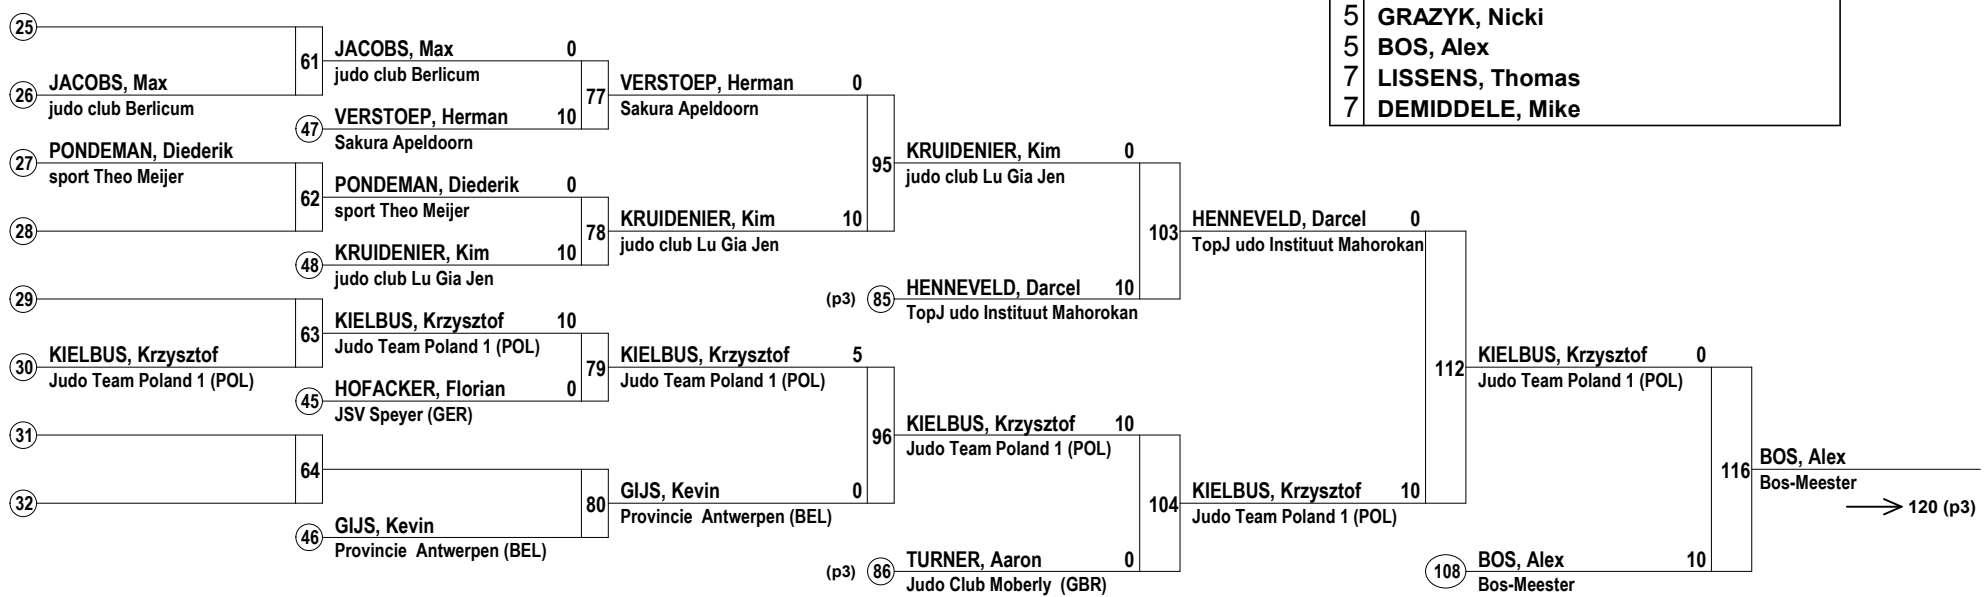 5 GRAZYK, Nicki
5 BOS, Alex
7 LISSENS, Thomas
7 DEMIDDELE, Mike
25
26 JACOBS, Max
judo club Berlicum
27 PONDEMAN, Diederik
sport Theo Meijer
28
29
30 KIELBUS, Krzysztof
Judo Team Poland 1 (POL)
31
32
61 JACOBS, Max 0
judo club Berlicum
47 VERSTOEP, Herman 10
Sakura Apeldoorn
62 PONDEMAN, Diederik 0
sport Theo Meijer
48 KRUIDENIER, Kim 10
judo club Lu Gia Jen
63 KIELBUS, Krzysztof 10
Judo Team Poland 1 (POL)
45 HOFACKER, Florian 0
JSV Speyer (GER)
64
46 GIJS, Kevin
Provincie Antwerpen (BEL)
77 VERSTOEP, Herman 0
Sakura Apeldoorn
78 KRUIDENIER, Kim 10
judo club Lu Gia Jen
79 KIELBUS, Krzysztof 5
Judo Team Poland 1 (POL)
80 GIJS, Kevin 0
Provincie Antwerpen (BEL)
95 KRUIDENIER, Kim 0
judo club Lu Gia Jen
(p3) 85 HENNEVELD, Darcel 10
TopJ udo Instituut Mahorokan
96 KIELBUS, Krzysztof 10
Judo Team Poland 1 (POL)
(p3) 86 TURNER, Aaron 0
Judo Club Moberly (GBR)
103 HENNEVELD, Darcel 0
TopJ udo Instituut Mahorokan
104 KIELBUS, Krzysztof 10
Judo Team Poland 1 (POL)
112 KIELBUS, Krzysztof 0
Judo Team Poland 1 (POL)
108 BOS, Alex 10
Bos-Meester
116 BOS, Alex
Bos-Meester
120 (p3)